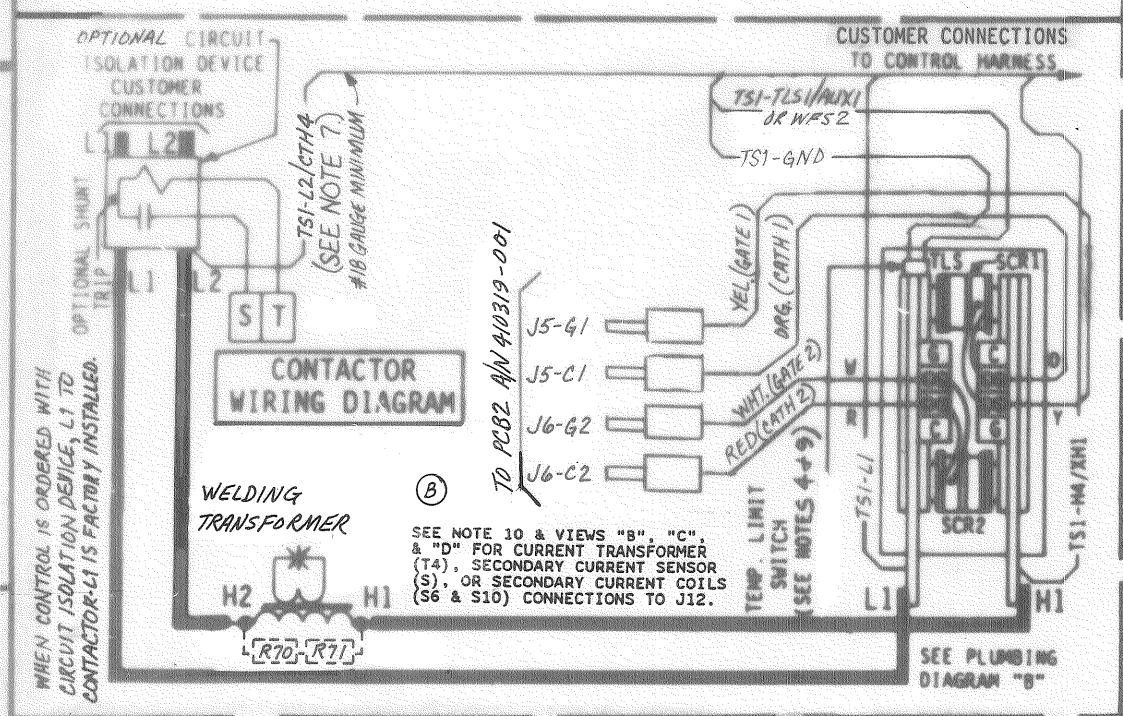 OPTIONAL CIRCUIT
ISOLATION DEVICE
CUSTOMER
CONNECTIONS
L1 L2
OPTIONAL SHUNT
TRIP
L1 L2
S T
TS1-L2/CTH4
(SEE NOTE 7)
#18 GAUGE MINIMUM
CUSTOMER CONNECTIONS
TO CONTROL HARNESS
TS1-TLS1/AUX1
OR WFS2
TS1-GND
CONTACTOR
WIRING DIAGRAM
TO PCB2 A/N 410319-001
J5-G1
J5-C1
J6-G2
J6-C2
YEL.(GATE 1)
ORG.(CATH 1)
WHT.(GATE 2)
RED(CATH 2)
TLS SCR1
G C
W O
R Y
C G
SCR2
TS1-L1
TS1-H4/XH1
TEMP. LIMIT
SWITCH
(SEE NOTES 4 & 9)
L1 H1
WHEN CONTROL IS ORDERED WITH
CIRCUIT ISOLATION DEVICE, L1 TO
CONTACTOR-L1 IS FACTORY INSTALLED.
WELDING
TRANSFORMER
H2 H1
R70 R71
B
SEE NOTE 10 & VIEWS "B", "C",
& "D" FOR CURRENT TRANSFORMER
(T4), SECONDARY CURRENT SENSOR
(S), OR SECONDARY CURRENT COILS
(S6 & S10) CONNECTIONS TO J12.
SEE PLUMBING
DIAGRAM "B"